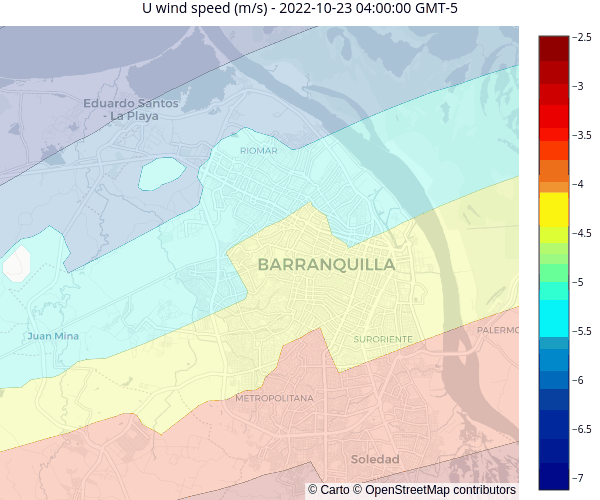 U wind speed (m/s) - 2022-10-23 04:00:00 GMT-5
Eduardo Santos
- La Playa
RIOMAR
BARRANQUILLA
Juan Mina
SURORIENTE
PALERMO
METROPOLITANA
Soledad
© Carto © OpenStreetMap contributors
−2.5
−3
−3.5
−4
−4.5
−5
−5.5
−6
−6.5
−7